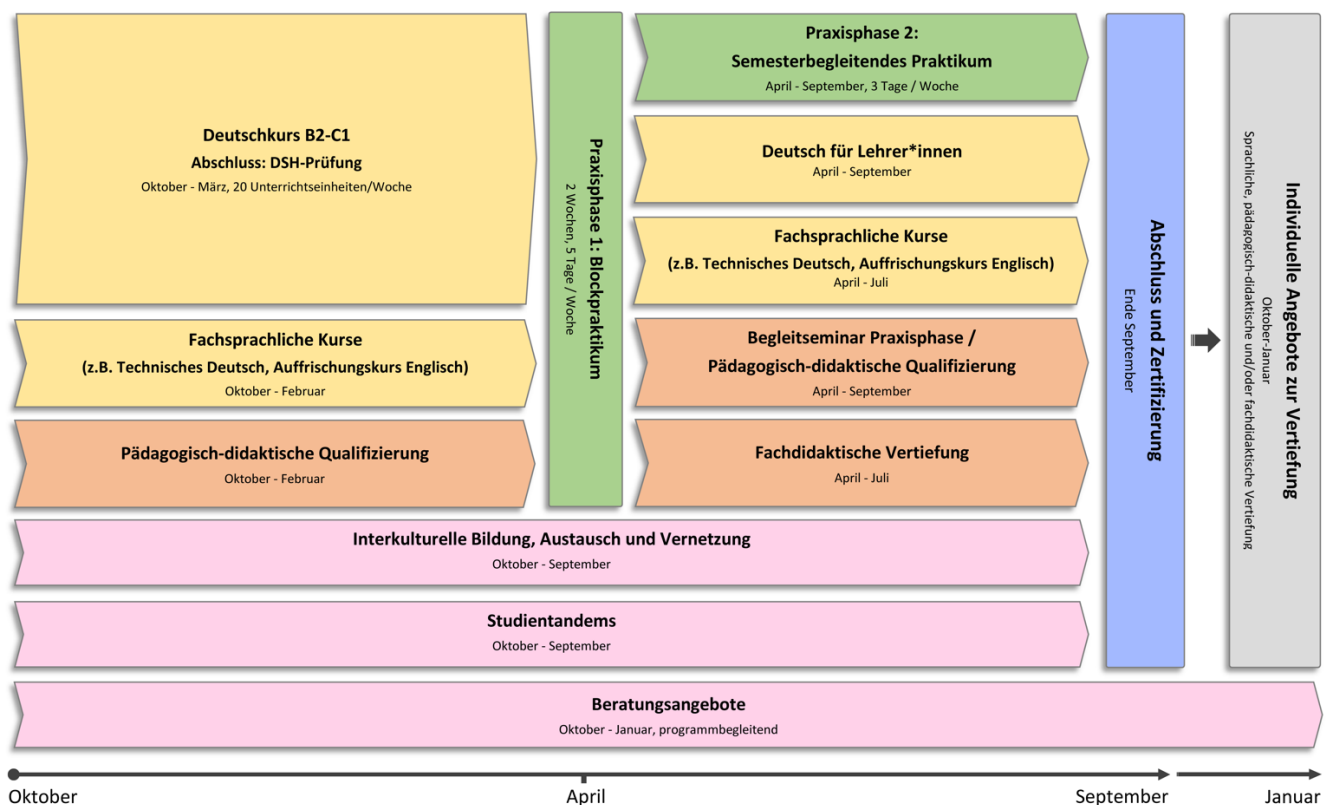 Deutschkurs B2-C1
Abschluss: DSH-Prüfung
Oktober - März, 20 Unterrichtseinheiten/Woche
Fachsprachliche Kurse
(z.B. Technisches Deutsch, Auffrischungskurs Englisch)
Oktober - Februar
Pädagogisch-didaktische Qualifizierung
Oktober - Februar
Praxisphase 1: Blockpraktikum
2 Wochen, 5 Tage / Woche
Praxisphase 2:
Semesterbegleitendes Praktikum
April - September, 3 Tage / Woche
Deutsch für Lehrer*innen
April - September
Fachsprachliche Kurse
(z.B. Technisches Deutsch, Auffrischungskurs Englisch)
April - Juli
Begleitseminar Praxisphase /
Pädagogisch-didaktische Qualifizierung
April - September
Fachdidaktische Vertiefung
April - Juli
Interkulturelle Bildung, Austausch und Vernetzung
Oktober - September
Studientandems
Oktober - September
Abschluss und Zertifizierung
Ende September
Individuelle Angebote zur Vertiefung
Oktober-Januar
Sprachliche, pädagogisch-didaktische und/oder fachdidaktische Vertiefung
Beratungsangebote
Oktober - Januar, programmbegleitend
Oktober
April
September
Januar